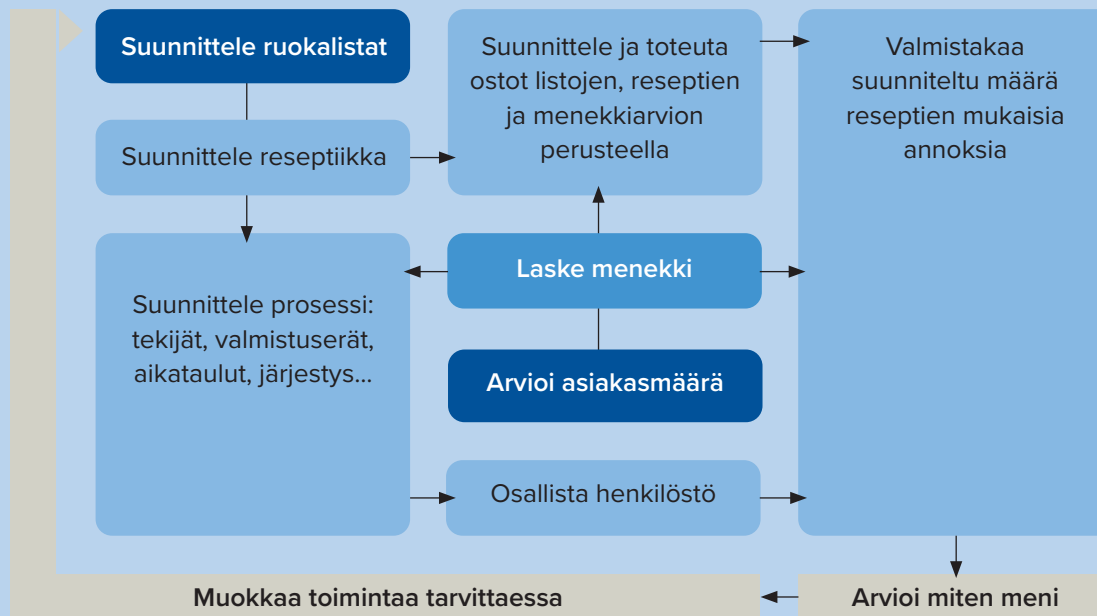 Suunnittele ruokalistat
Suunnittele reseptiikka
Suunnittele prosessi:
tekijät, valmistuserät,
aikataulut, järjestys...
Suunnittele ja toteuta
ostot listojen, reseptien
ja menekkiarvion
perusteella
Laske menekki
Arvioi asiakasmäärä
Osallista henkilöstö
Valmistakaa
suunniteltu määrä
reseptien mukaisia
annoksia
Muokkaa toimintaa tarvittaessa
Arvioi miten meni